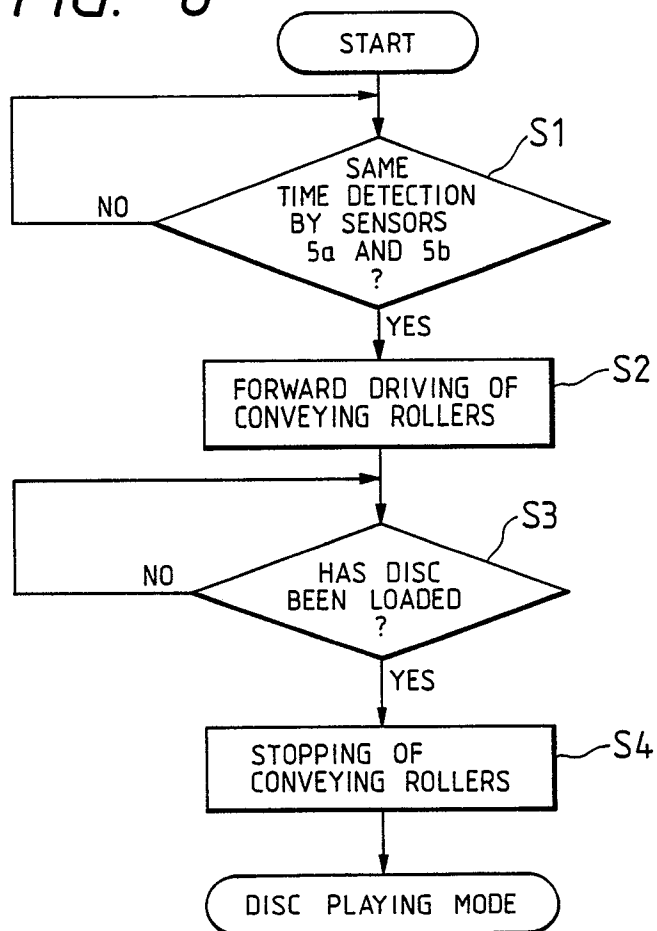 FIG.
START
S1
SAME
TIME DETECTION
BY SENSORS
5a AND 5b
?
NO
YES
S2
FORWARD DRIVING OF
CONVEYING ROLLERS
S3
HAS DISC
BEEN LOADED
?
NO
YES
S4
STOPPING OF
CONVEYING ROLLERS
DISC PLAYING MODE